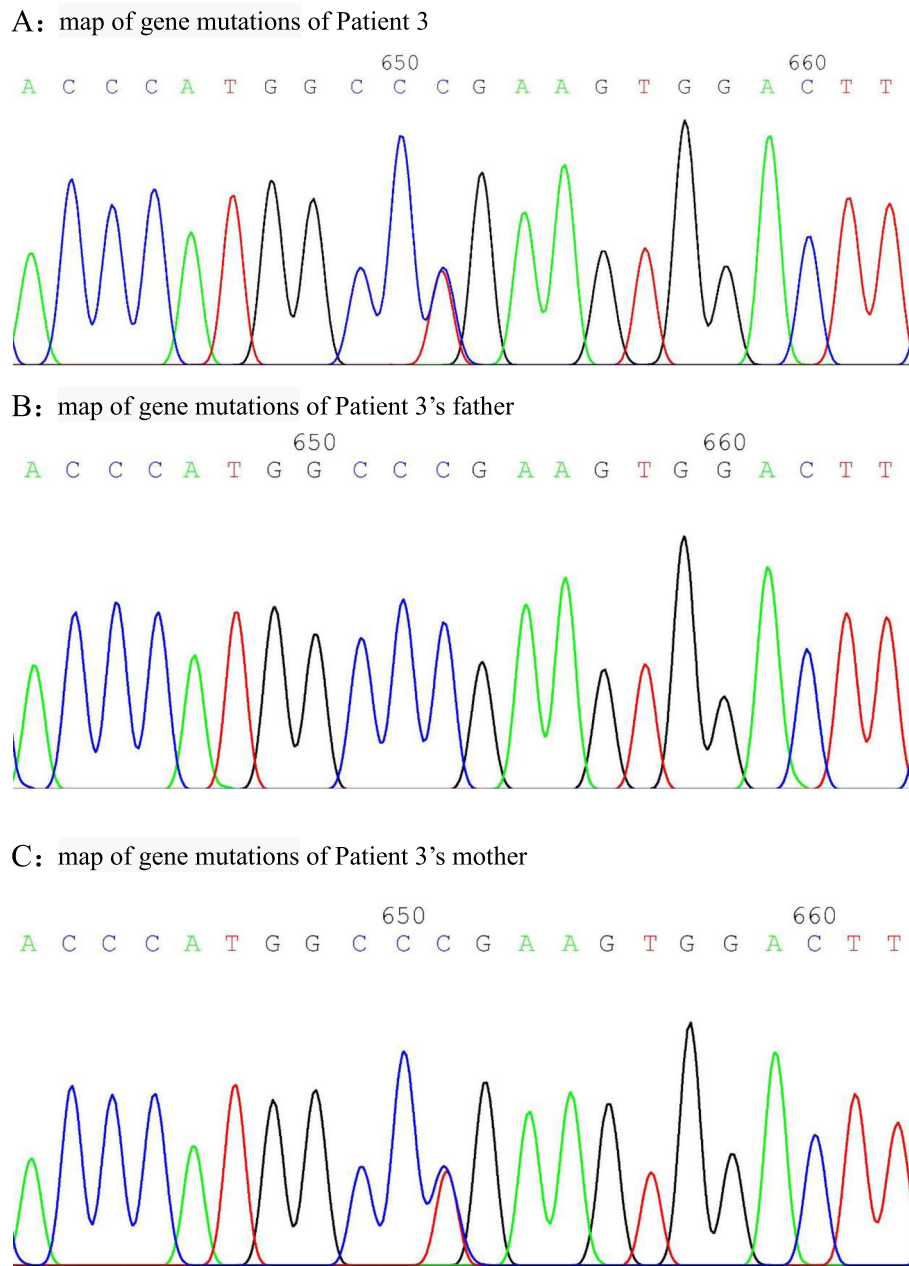 A： map of gene mutations of Patient 3
650 660
A C C C A T G G C C C G A A G T G G A C T T
B： map of gene mutations of Patient 3’s father
650 660
A C C C A T G G C C C G A A G T G G A C T T
C： map of gene mutations of Patient 3’s mother
650 660
A C C C A T G G C C C G A A G T G G A C T T